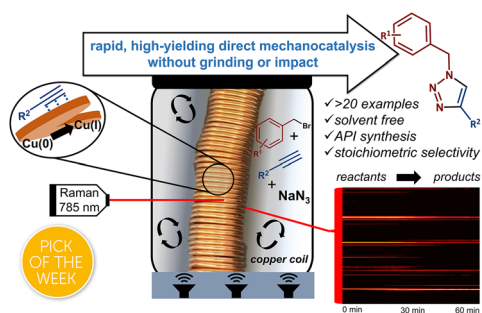 rapid, high-yielding direct mechanocatalysis
without grinding or impact
R¹
N
N
N
R²
✓>20 examples
✓solvent free
✓API synthesis
✓stoichiometric selectivity
R²
Cu(0)
Cu(I)
Br
R¹
+
R²
+
NaN₃
Raman
785 nm
copper coil
PICK
OF THE
WEEK
reactants
products
0 min
30 min
60 min